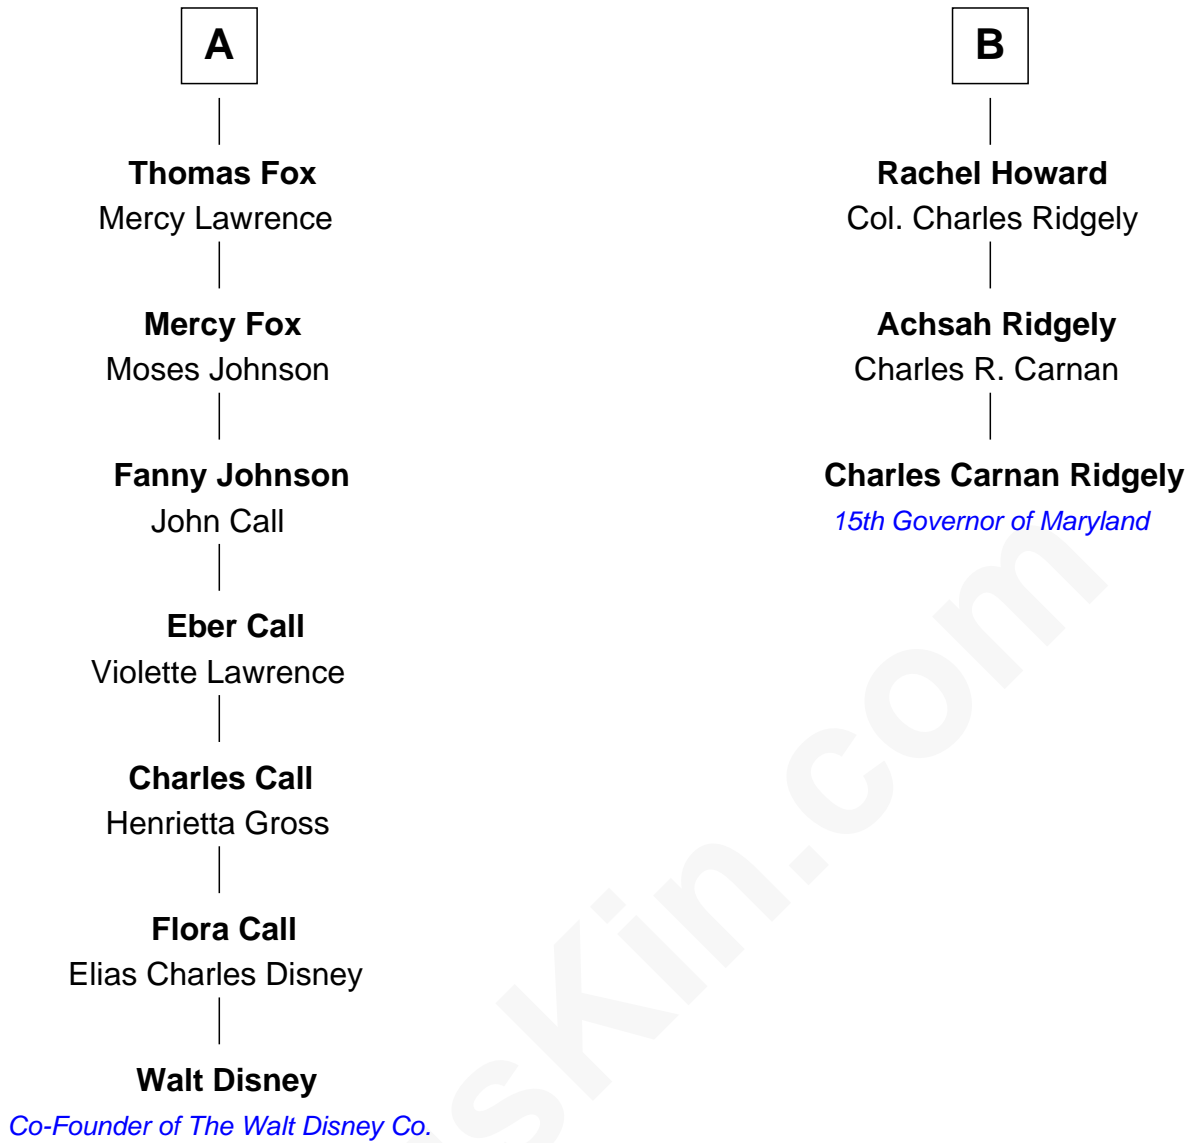 A
Thomas Fox
Mercy Lawrence
Mercy Fox
Moses Johnson
Fanny Johnson
John Call
Eber Call
Violette Lawrence
Charles Call
Henrietta Gross
Flora Call
Elias Charles Disney
Walt Disney
Co-Founder of The Walt Disney Co.
B
Rachel Howard
Col. Charles Ridgely
Achsah Ridgely
Charles R. Carnan
Charles Carnan Ridgely
15th Governor of Maryland
sKin.com